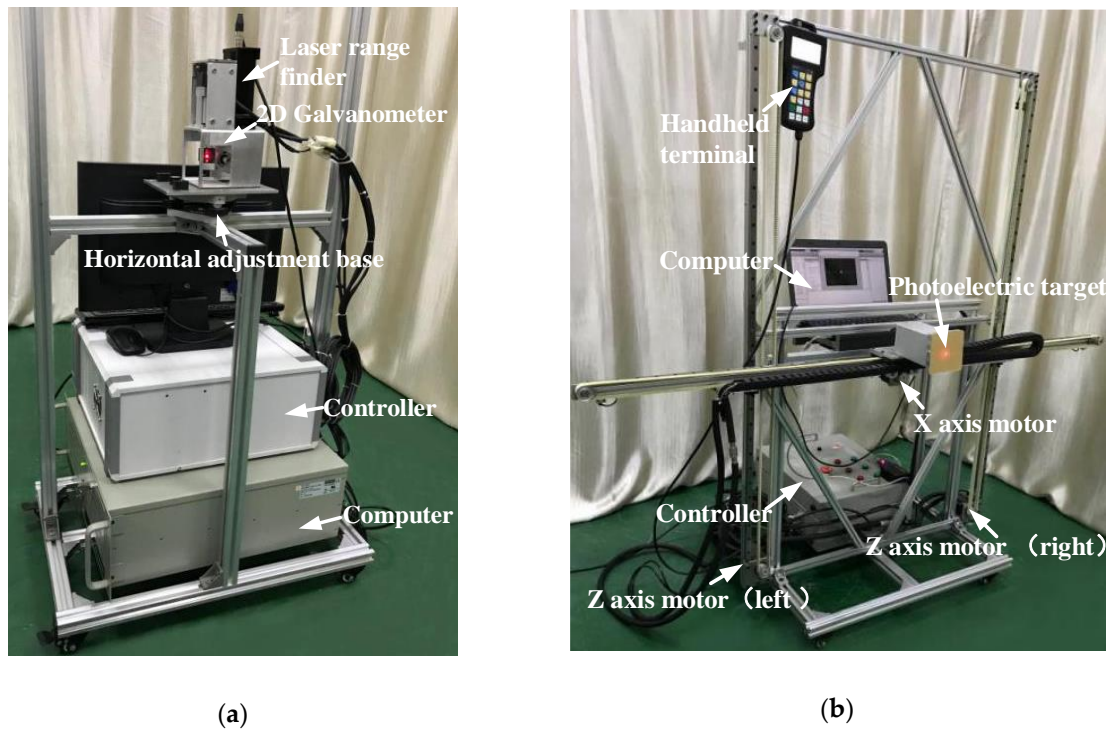 Laser range
finder
2D Galvanometer
Horizontal adjustment base
Controller
Computer
(a)
Handheld
terminal
Computer
Photoelectric target
X axis motor
Controller
Z axis motor （right）
Z axis motor（left ）
(b)